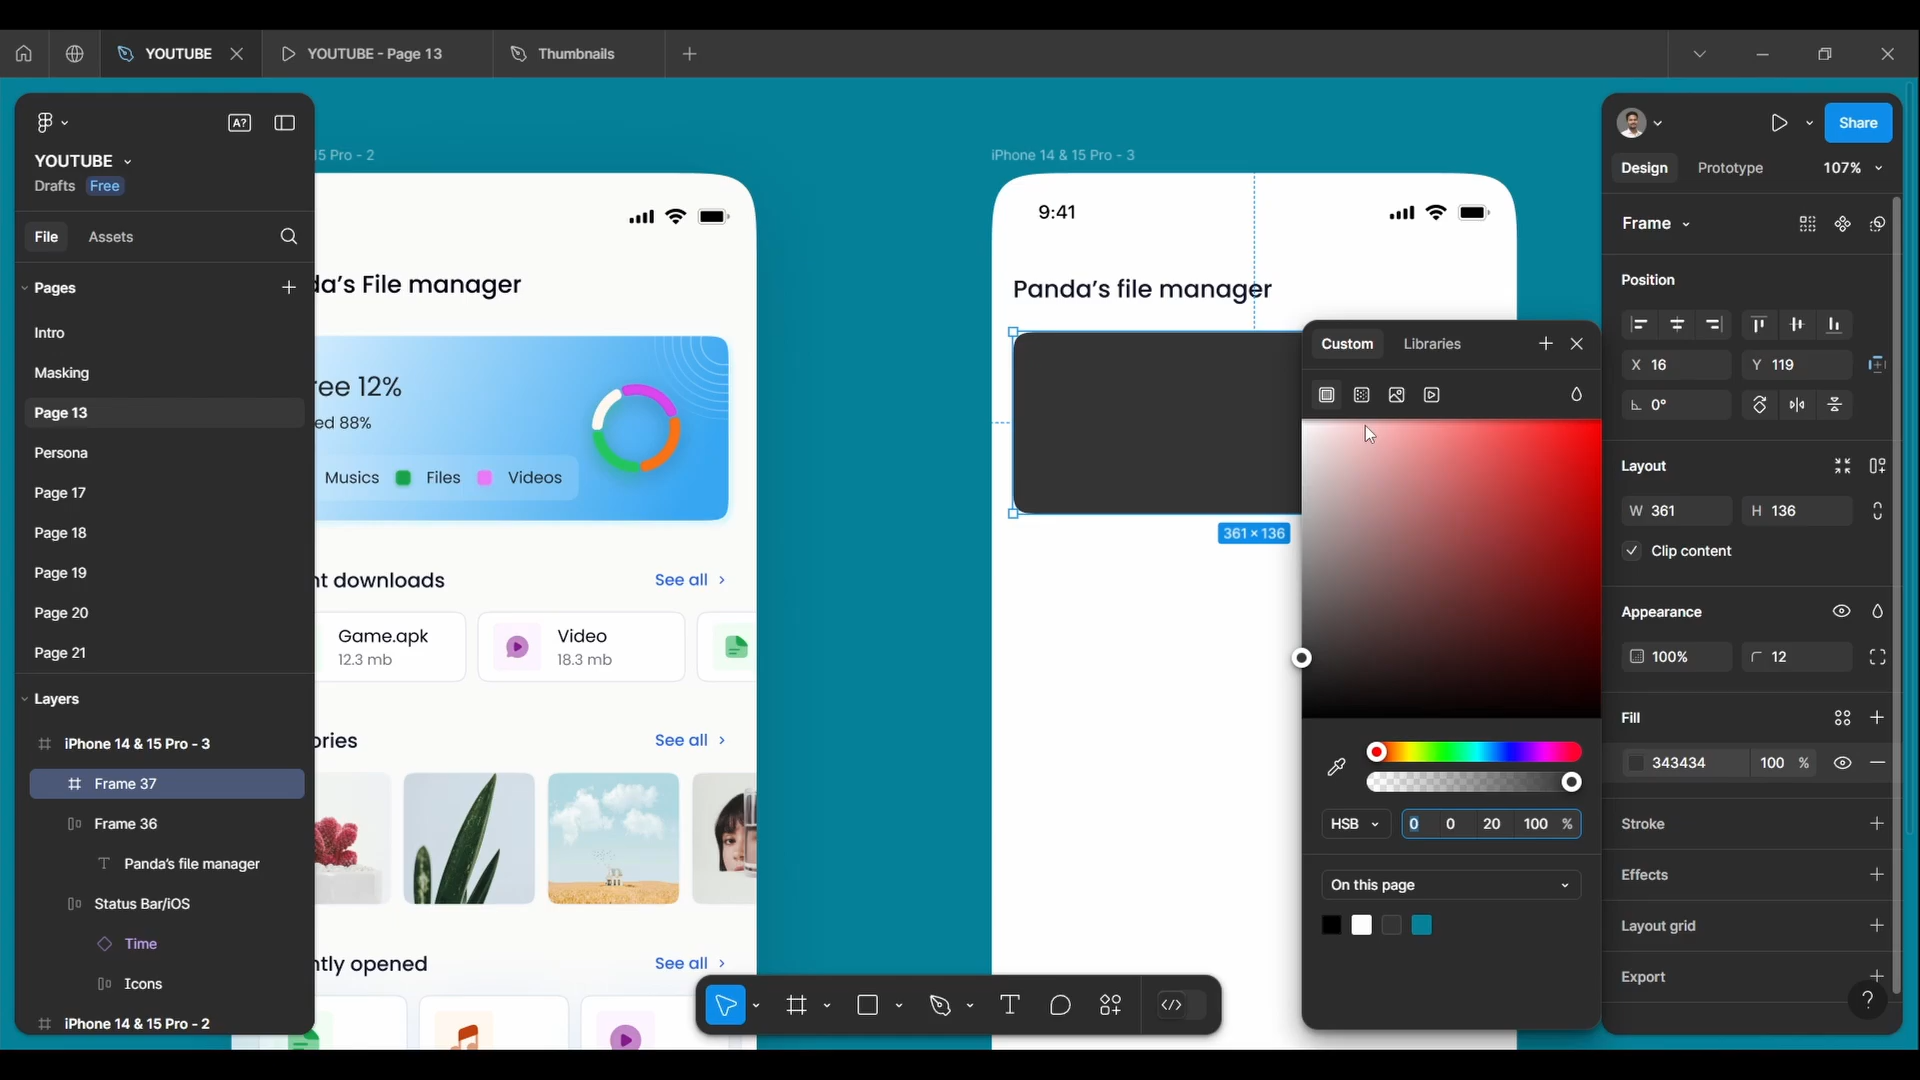 YOUTUBE
YOUTUBE - Page 13
Thumbnails
A?
YOUTUBE
Drafts
Free
File
Assets
Pages
Intro
Masking
Page 13
Persona
Page 17
Page 18
Page 19
Page 20
Page 21
Layers
iPhone 14 & 15 Pro - 3
Frame 37
Frame 36
Panda's file manager
Status Bar/iOS
Time
Icons
iPhone 14 & 15 Pro - 2
15 Pro - 2
da's File manager
ree 12%
ed 88%
Musics
Files
Videos
nt downloads
See all
Game.apk
12.3 mb
Video
18.3 mb
ories
See all
ntly opened
See all
iPhone 14 & 15 Pro - 3
9:41
Panda's file manager
361 × 136
Custom
Libraries
HSB
0
0
20
100
%
On this page
Share
Design
Prototype
107%
Frame
Position
X 16
Y 119
0°
Layout
W 361
H 136
Clip content
Appearance
100%
12
Fill
343434
100
%
Stroke
Effects
Layout grid
Export
?